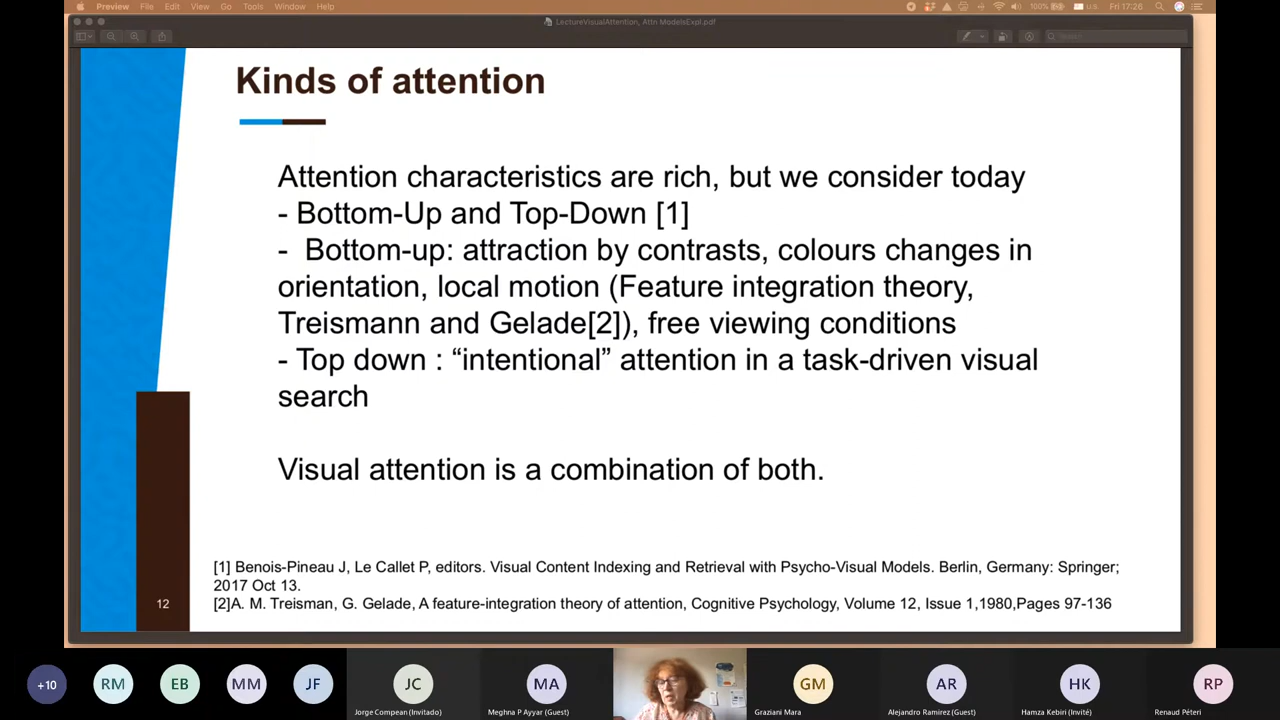 Preview File Edit View Go Tools Window Help
100% U.S. Fri 17:26
LectureVisualAttention, Attn ModelsExpl.pdf
Search
Kinds of attention
Attention characteristics are rich, but we consider today
- Bottom-Up and Top-Down [1]
- Bottom-up: attraction by contrasts, colours changes in
orientation, local motion (Feature integration theory,
Treismann and Gelade[2]), free viewing conditions
- Top down : “intentional” attention in a task-driven visual
search
Visual attention is a combination of both.
[1] Benois-Pineau J, Le Callet P, editors. Visual Content Indexing and Retrieval with Psycho-Visual Models. Berlin, Germany: Springer;
2017 Oct 13.
[2]A. M. Treisman, G. Gelade, A feature-integration theory of attention, Cognitive Psychology, Volume 12, Issue 1,1980,Pages 97-136
12
+10 RM EB MM JF JC MA GM AR HK RP
Jorge Compean (Invitado) Meghna P Ayyar (Guest) Graziani Mara Alejandro Ramirez (Guest) Hamza Kebiri (Invité) Renaud Péteri